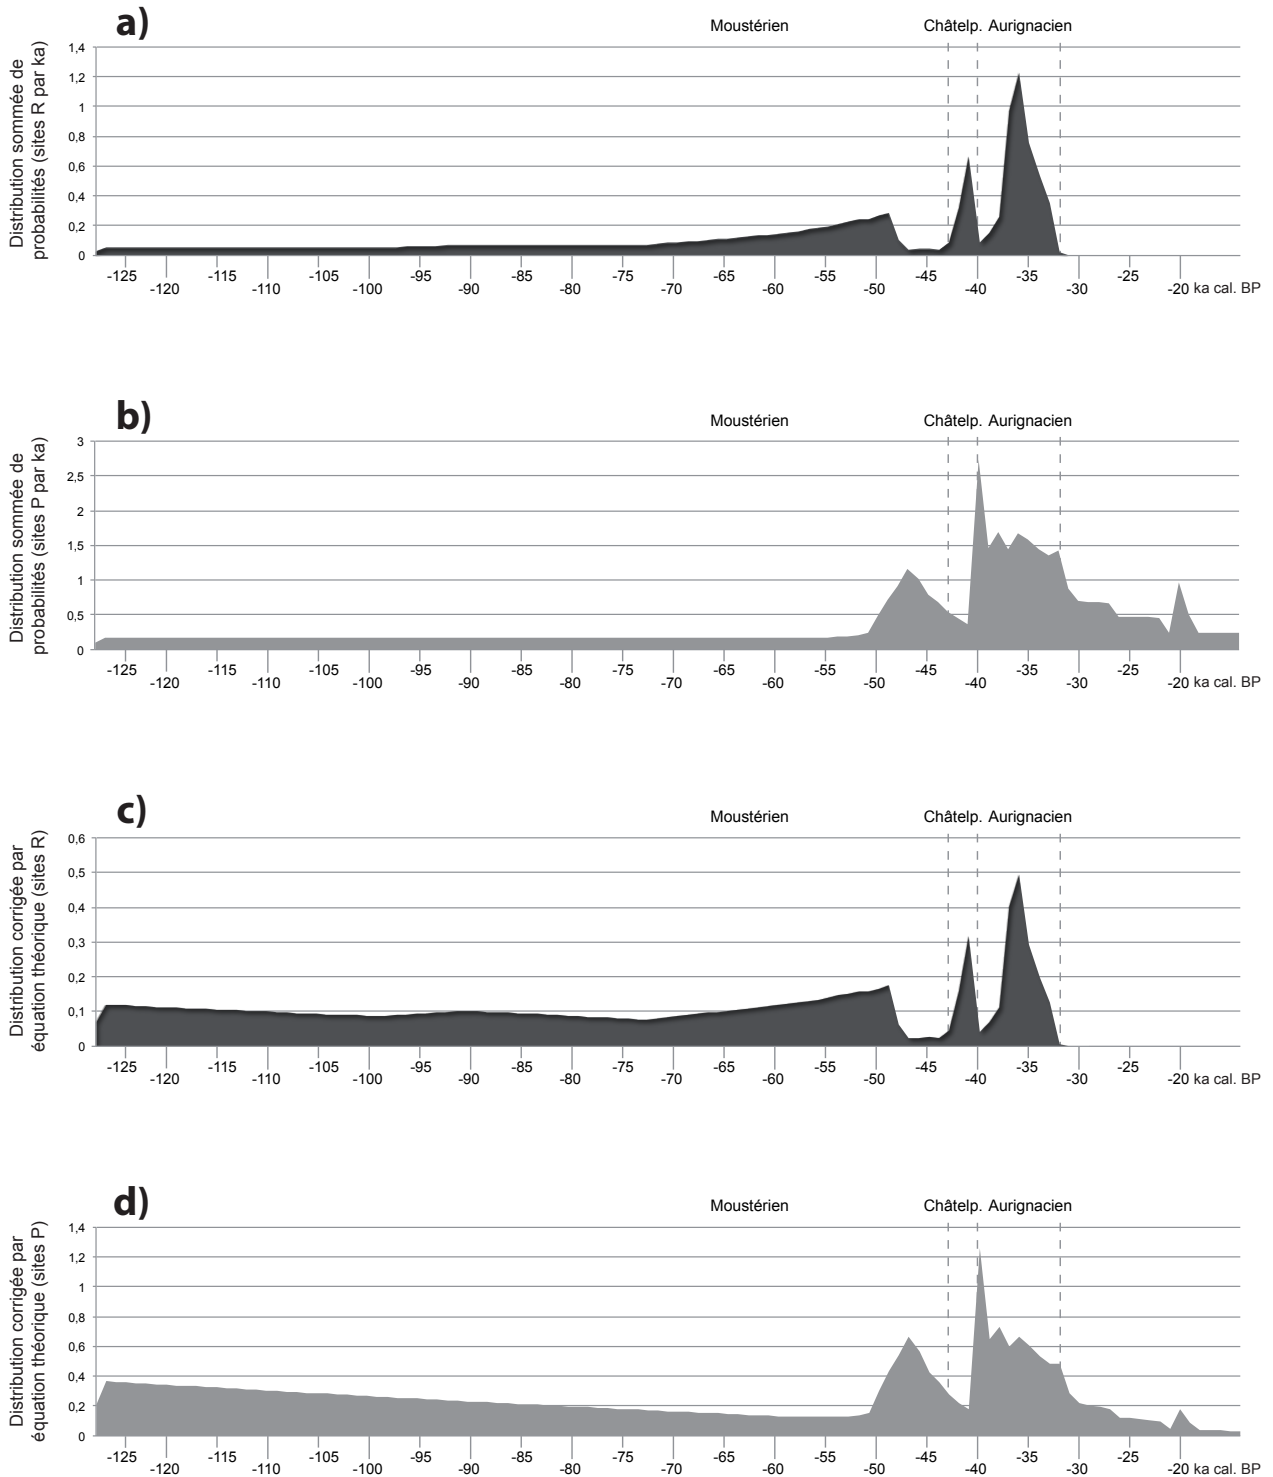 a)
Moustérien
Châtelp. Aurignacien
Distribution sommée de
probabilités (sites R par ka)
1,4
1,2
1
0,8
0,6
0,4
0,2
0
-125 -115 -105 -95 -85 -75 -65 -55 -45 -35 -25
-120 -110 -100 -90 -80 -70 -60 -50 -40 -30 -20 ka cal. BP
b)
Moustérien
Châtelp. Aurignacien
Distribution sommée de
probabilités (sites P par ka)
3
2,5
2
1,5
1
0,5
0
-125 -115 -105 -95 -85 -75 -65 -55 -45 -35 -25
-120 -110 -100 -90 -80 -70 -60 -50 -40 -30 -20 ka cal. BP
c)
Moustérien
Châtelp. Aurignacien
Distribution corrigée par
équation théorique (sites R)
0,6
0,5
0,4
0,3
0,2
0,1
0
-125 -115 -105 -95 -85 -75 -65 -55 -45 -35 -25
-120 -110 -100 -90 -80 -70 -60 -50 -40 -30 -20 ka cal. BP
d)
Moustérien
Châtelp. Aurignacien
Distribution corrigée par
équation théorique (sites P)
1,4
1,2
1
0,8
0,6
0,4
0,2
0
-125 -115 -105 -95 -85 -75 -65 -55 -45 -35 -25
-120 -110 -100 -90 -80 -70 -60 -50 -40 -30 -20 ka cal. BP